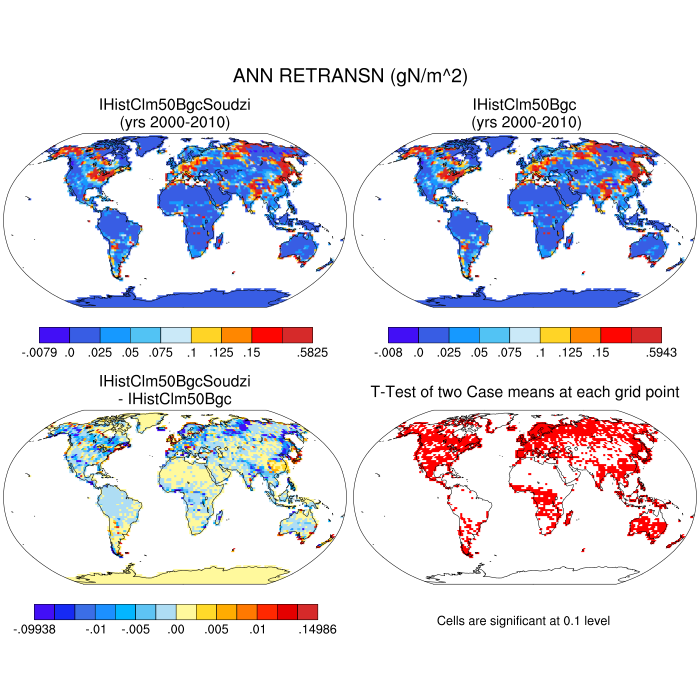 ANN RETRANSN (gN/m^2)
IHistClm50BgcSoudzi
(yrs 2000-2010)
IHistClm50Bgc
(yrs 2000-2010)
-.0079 .0 .025 .05 .075 .1 .125 .15 .5825
-.008 .0 .025 .05 .075 .1 .125 .15 .5943
IHistClm50BgcSoudzi
- IHistClm50Bgc
T-Test of two Case means at each grid point
-.09938 -.01 -.005 .00 .005 .01 .14986
Cells are significant at 0.1 level